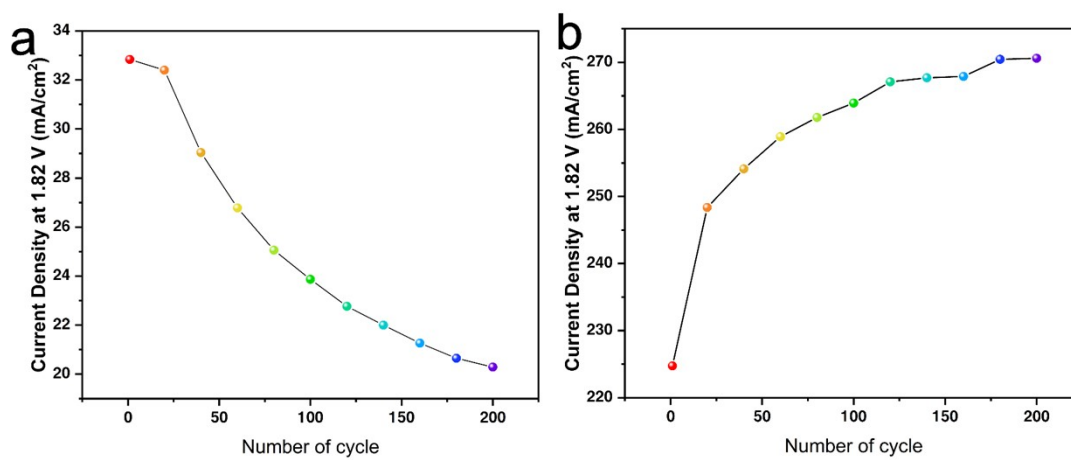 a
Current Density at 1.82 V (mA/cm²)
34
32
30
28
26
24
22
20
0 50 100 150 200
Number of cycle
b
Current Density at 1.82 V (mA/cm²)
270
260
250
240
230
220
0 50 100 150 200
Number of cycle